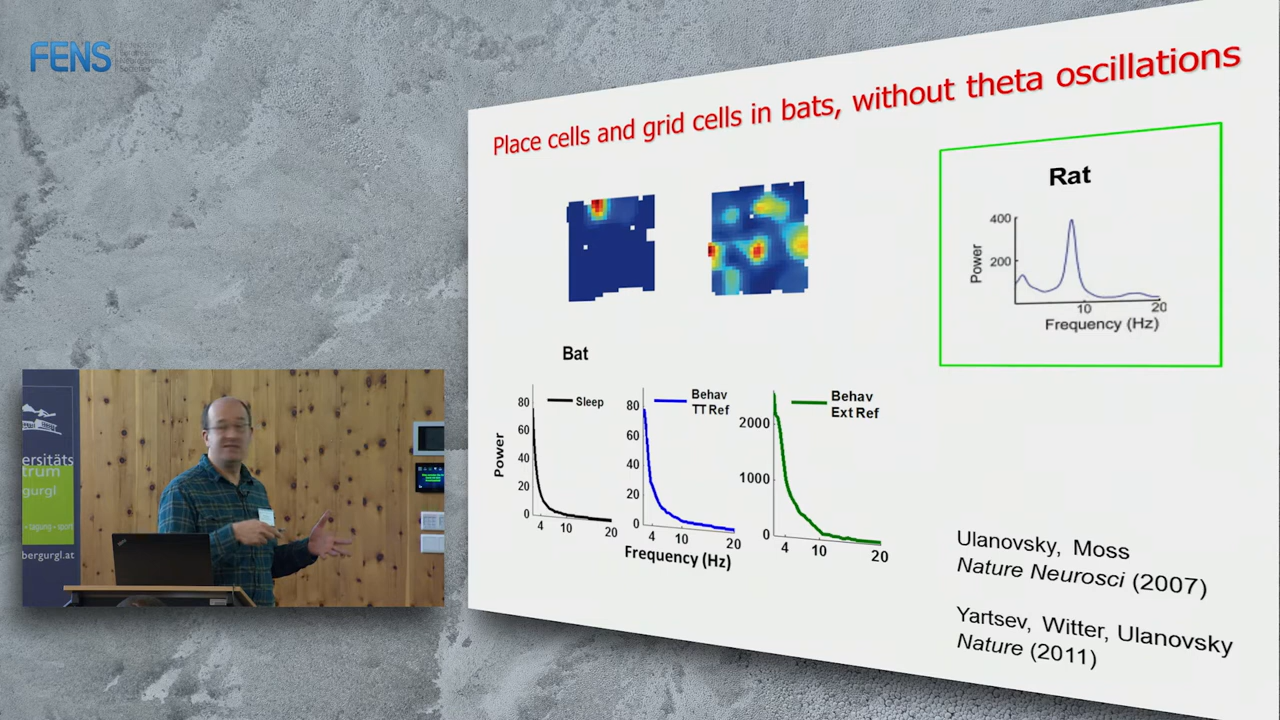 FENS
Place cells and grid cells in bats, without theta oscillations
Rat
400
200
Power
10
20
Frequency (Hz)
Bat
Sleep
80
60
40
20
0
Power
4
10
20
Behav
TT Ref
80
60
40
20
0
4
10
20
Frequency (Hz)
Behav
Ext Ref
2000
1000
0
4
10
20
Ulanovsky, Moss
Nature Neurosci (2007)
Yartsev, Witter, Ulanovsky
Nature (2011)
ersitäts
trum
gurgl
- tagung - sport
bergurgl.at